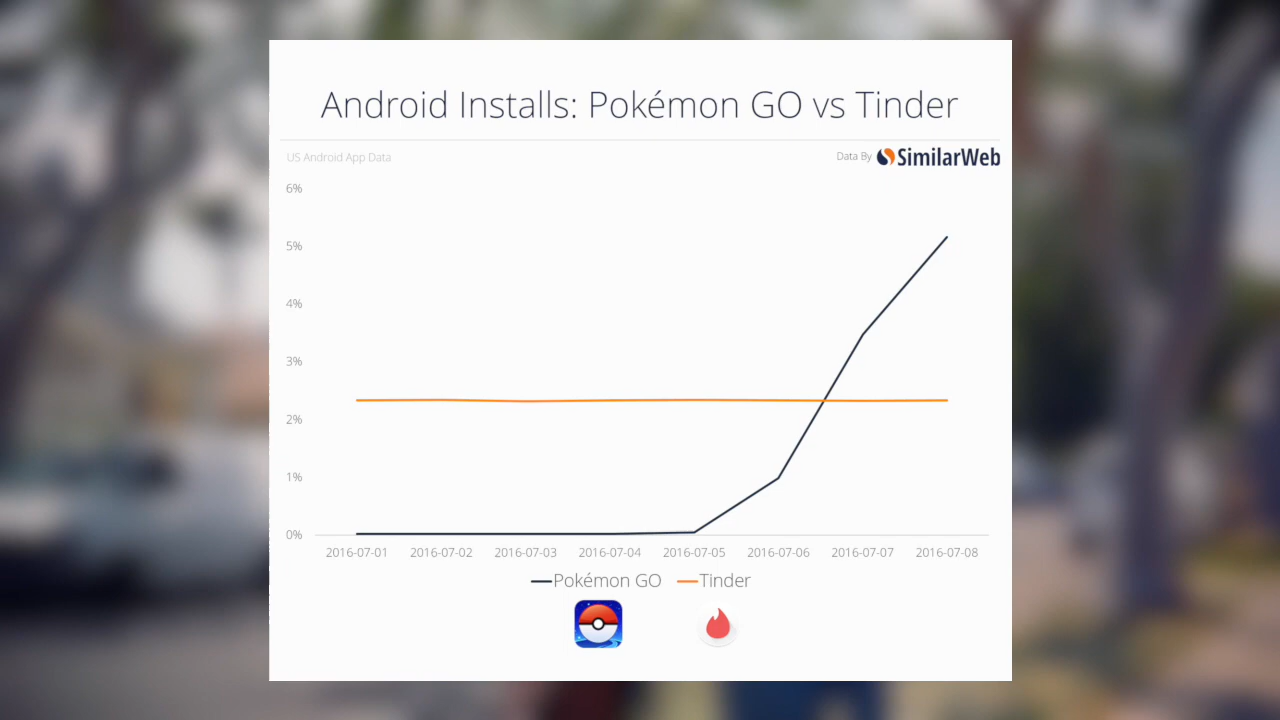 Android Installs: Pokémon GO vs Tinder
US Android App Data
Data By SimilarWeb
6%
5%
4%
3%
2%
1%
0%
2016-07-01 2016-07-02 2016-07-03 2016-07-04 2016-07-05 2016-07-06 2016-07-07 2016-07-08
Pokémon GO Tinder